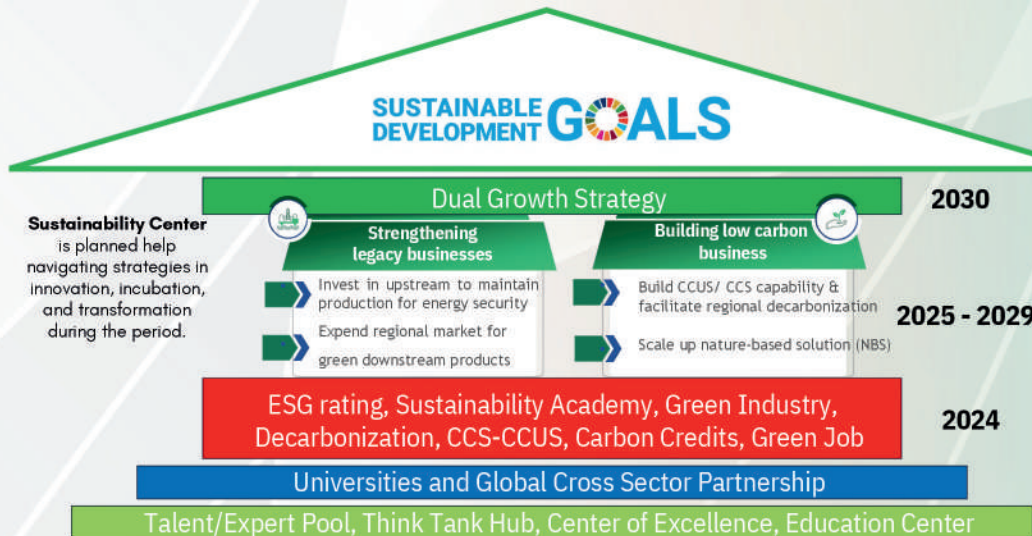 SUSTAINABLE
DEVELOPMENT
GOALS
Dual Growth Strategy
2030
Sustainability Center
is planned help
navigating strategies in
innovation, incubation,
and transformation
during the period.
Strengthening
legacy businesses
Invest in upstream to maintain
production for energy security
Expend regional market for
green downstream products
Building low carbon
business
Build CCUS/ CCS capability &
facilitate regional decarbonization
Scale up nature-based solution (NBS)
2025 - 2029
ESG rating, Sustainability Academy, Green Industry,
Decarbonization, CCS-CCUS, Carbon Credits, Green Job
2024
Universities and Global Cross Sector Partnership
Talent/Expert Pool, Think Tank Hub, Center of Excellence, Education Center